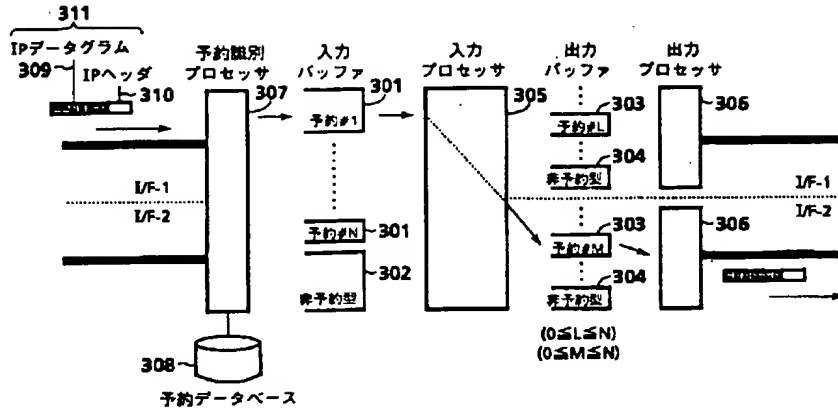 311
IPデータグラム
309
IPヘッダ
310
予約識別
プロセッサ
307
入力
バッファ
301
入力
プロセッサ
305
出力
バッファ
303
出力
プロセッサ
306
予約#1
予約#L
304
非予約型
I/F-1
I/F-2
I/F-1
I/F-2
予約#N
301
302
非予約型
303
予約#M
304
非予約型
306
308
予約データベース
(0≦L≦N)
(0≦M≦N)